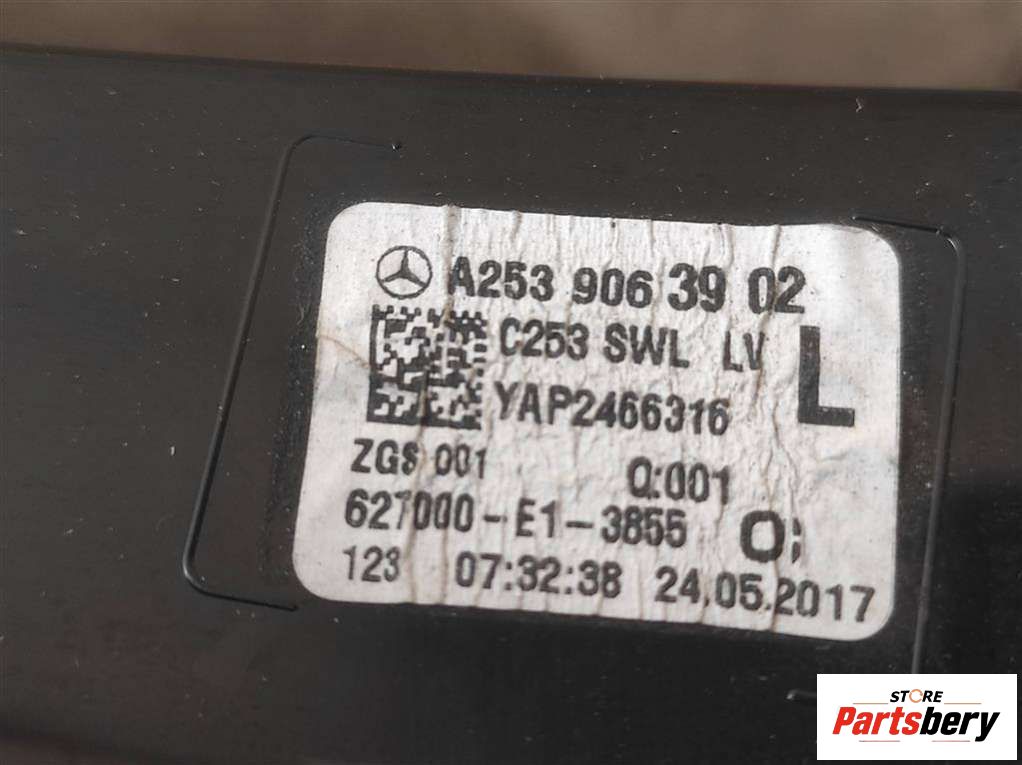 A253 906 39 02
C253 SWL LV L
YAP2466316
ZGS 001 Q:001
627000-E1-3855
123 07:32:38 24.05.2017
STORE
Partsbery